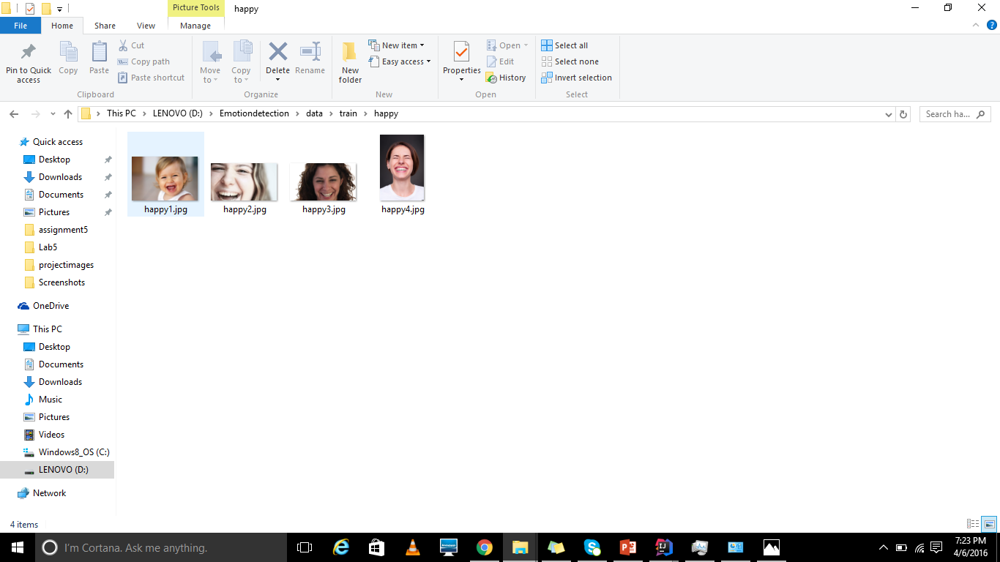 Picture Tools
happy
File
Home
Share
View
Manage
Pin to Quick access
Copy
Paste
Cut
Copy path
Paste shortcut
Clipboard
Move to
Copy to
Delete
Rename
Organize
New folder
New item
Easy access
New
Properties
Open
Edit
History
Open
Select all
Select none
Invert selection
Select
This PC > LENOVO (D:) > Emotiondetection > data > train > happy
Search ha...
Quick access
Desktop
Downloads
Documents
Pictures
assignment5
Lab5
projectimages
Screenshots
OneDrive
This PC
Desktop
Documents
Downloads
Music
Pictures
Videos
Windows8_OS (C:)
LENOVO (D:)
Network
happy1.jpg
happy2.jpg
happy3.jpg
happy4.jpg
4 items
I'm Cortana. Ask me anything.
7:23 PM
4/6/2016